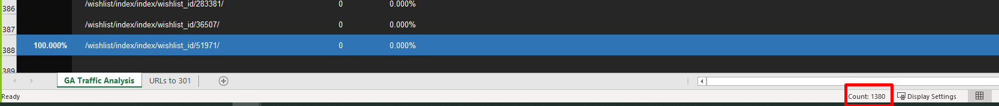 386 /wishlist/index/index/wishlist_id/283381/ 0 0.000%
387 /wishlist/index/index/wishlist_id/36507/ 0 0.000%
388 100.000% /wishlist/index/index/wishlist_id/51971/ 0 0.000%
389
GA Traffic Analysis URLs to 301
Ready Count: 1380 Display Settings